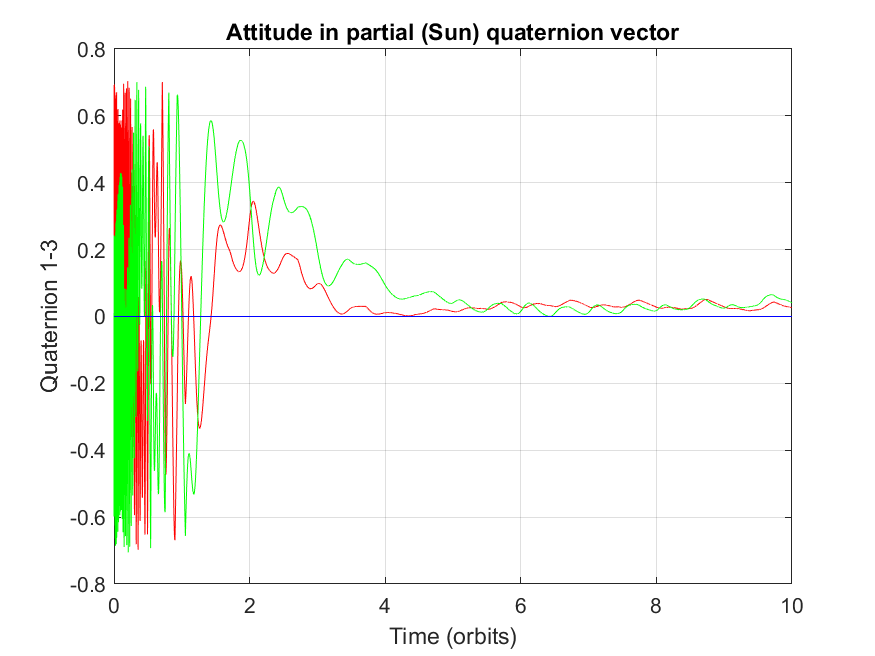 Attitude in partial (Sun) quaternion vector
0.8
0.6
0.4
0.2
0
-0.2
-0.4
-0.6
-0.8
Quaternion 1-3
0 2 4 6 8 10
Time (orbits)